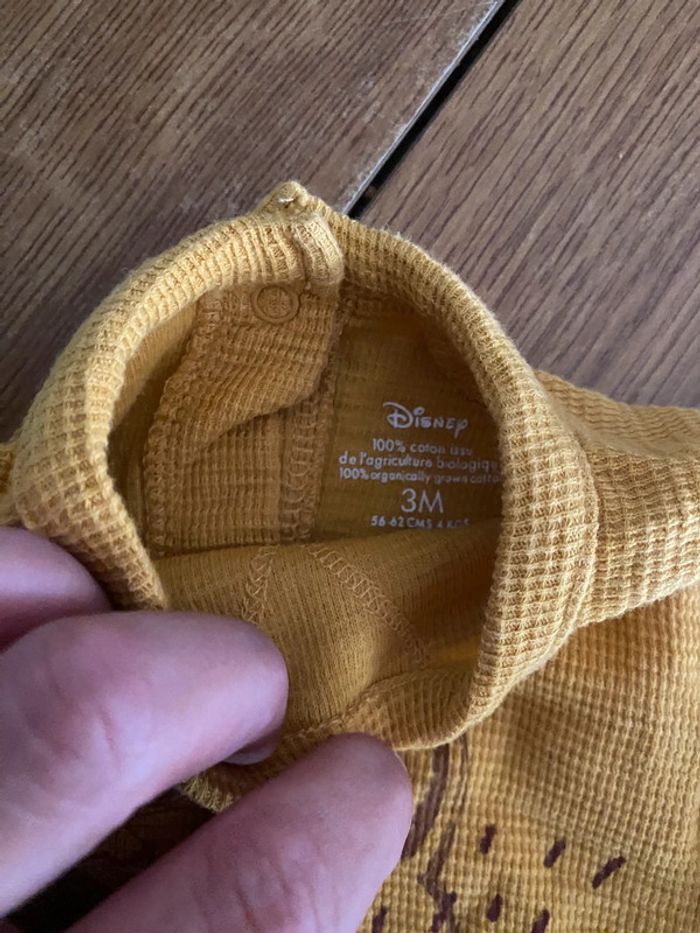 Disney
100% coton issu
de l'agriculture biologique
100% organically grown cotton
3M
56-62 CMS 4 KGS